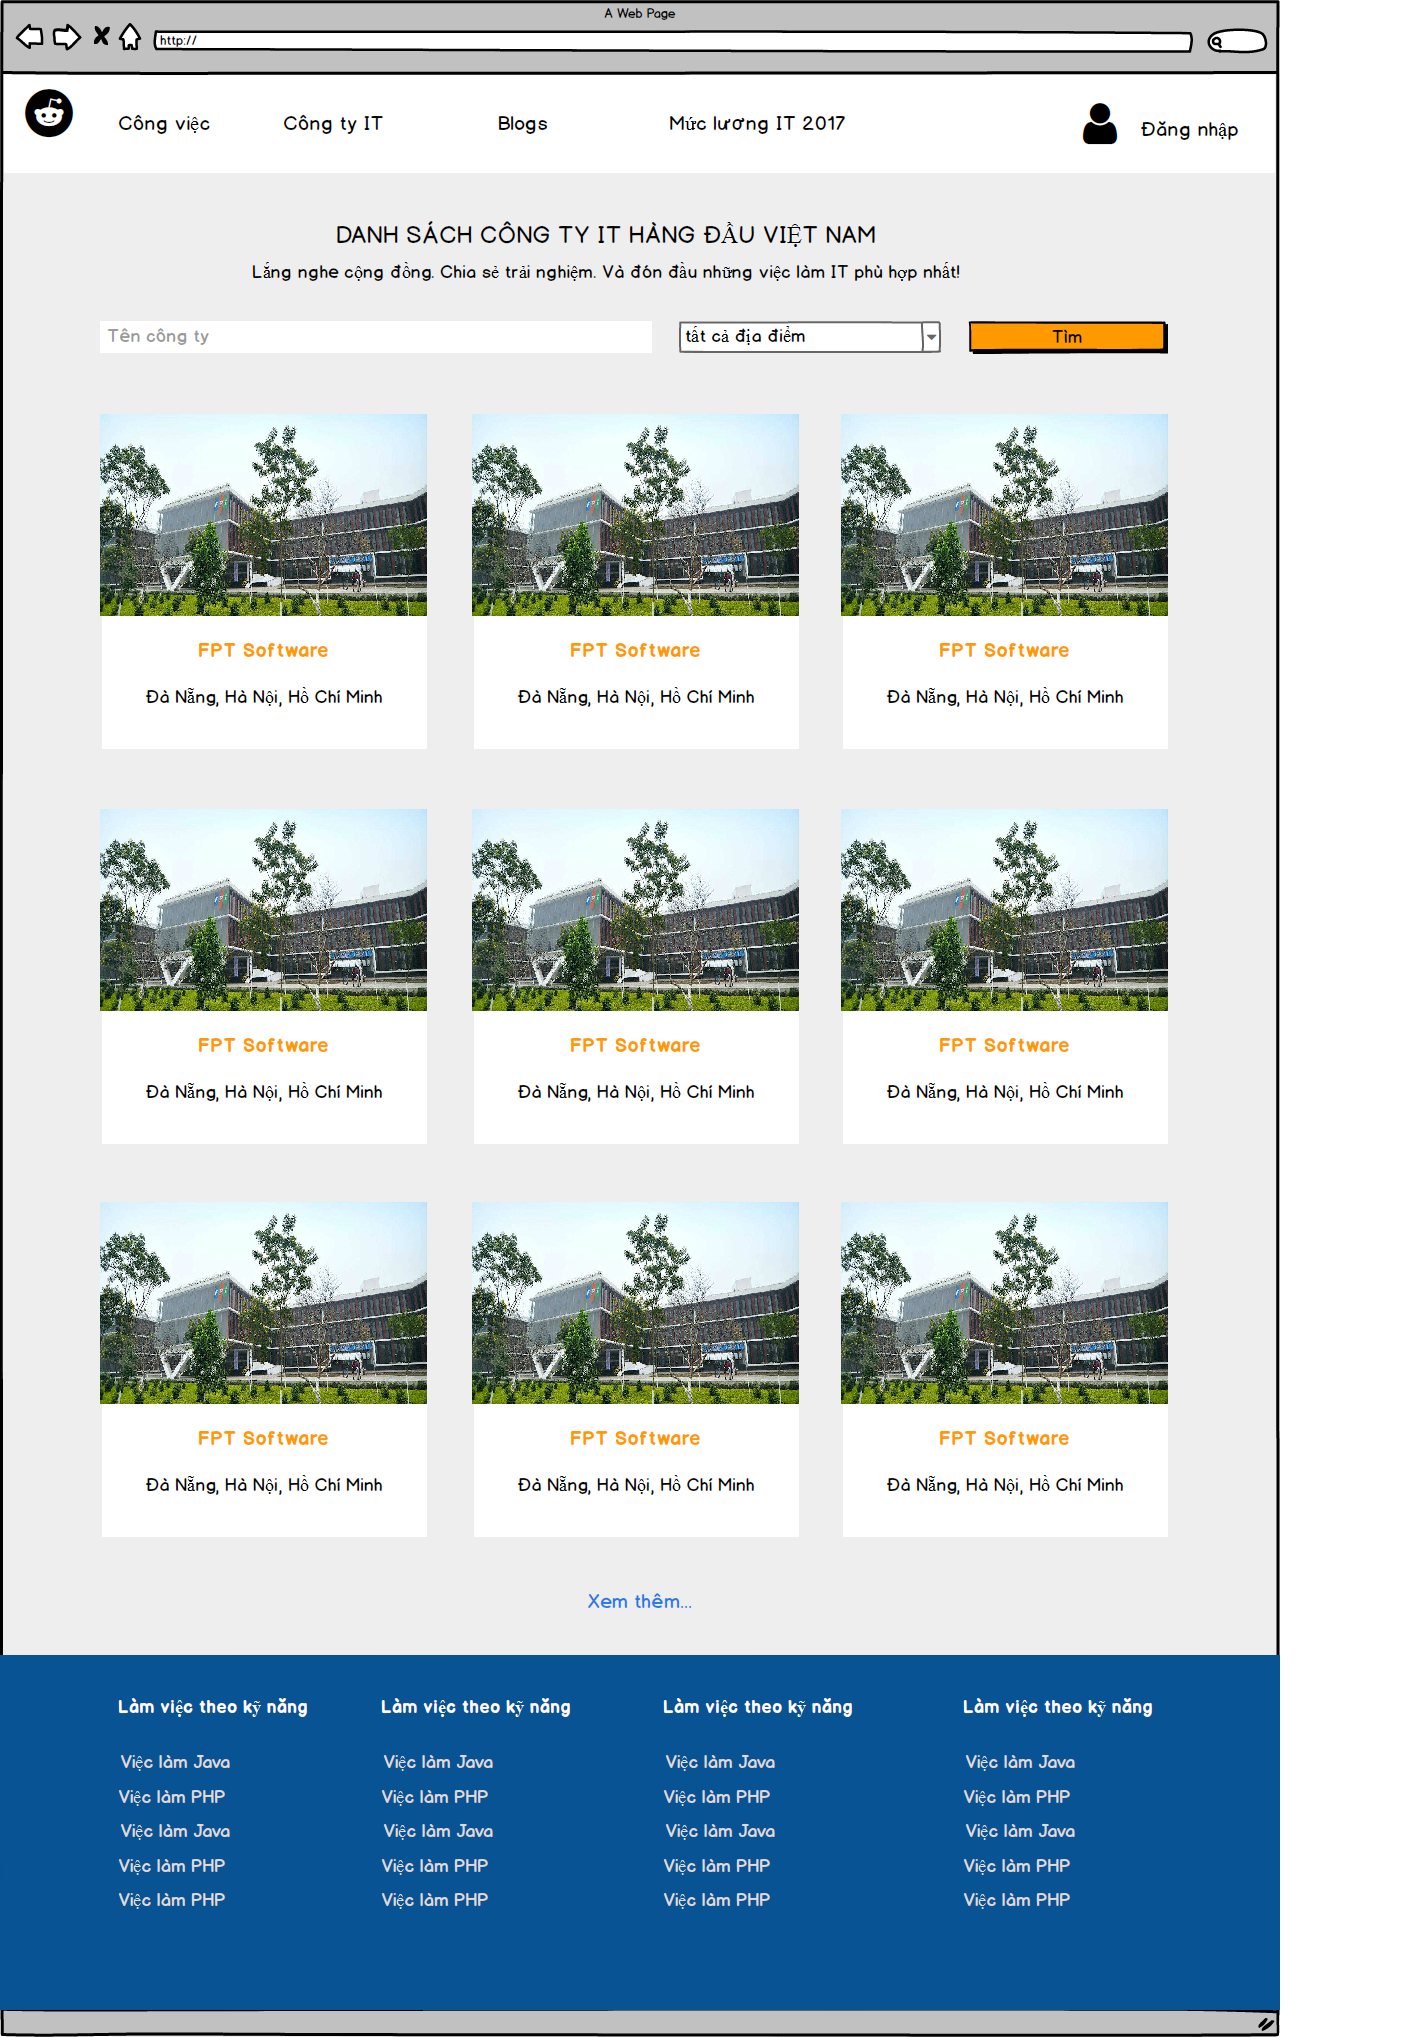 A Web Page
http://
Công việc Công ty IT Blogs Mức lương IT 2017 Đăng nhập
DANH SÁCH CÔNG TY IT HÀNG ĐẦU VIỆT NAM
Lắng nghe cộng đồng. Chia sẻ trải nghiệm. Và đón đầu những việc làm IT phù hợp nhất!
Tên công ty tất cả địa điểm Tìm
FPT Software FPT Software FPT Software
Đà Nẵng, Hà Nội, Hồ Chí Minh Đà Nẵng, Hà Nội, Hồ Chí Minh Đà Nẵng, Hà Nội, Hồ Chí Minh
FPT Software FPT Software FPT Software
Đà Nẵng, Hà Nội, Hồ Chí Minh Đà Nẵng, Hà Nội, Hồ Chí Minh Đà Nẵng, Hà Nội, Hồ Chí Minh
FPT Software FPT Software FPT Software
Đà Nẵng, Hà Nội, Hồ Chí Minh Đà Nẵng, Hà Nội, Hồ Chí Minh Đà Nẵng, Hà Nội, Hồ Chí Minh
Xem thêm...
Làm việc theo kỹ năng Làm việc theo kỹ năng Làm việc theo kỹ năng Làm việc theo kỹ năng
Việc làm Java Việc làm Java Việc làm Java Việc làm Java
Việc làm PHP Việc làm PHP Việc làm PHP Việc làm PHP
Việc làm Java Việc làm Java Việc làm Java Việc làm Java
Việc làm PHP Việc làm PHP Việc làm PHP Việc làm PHP
Việc làm PHP Việc làm PHP Việc làm PHP Việc làm PHP